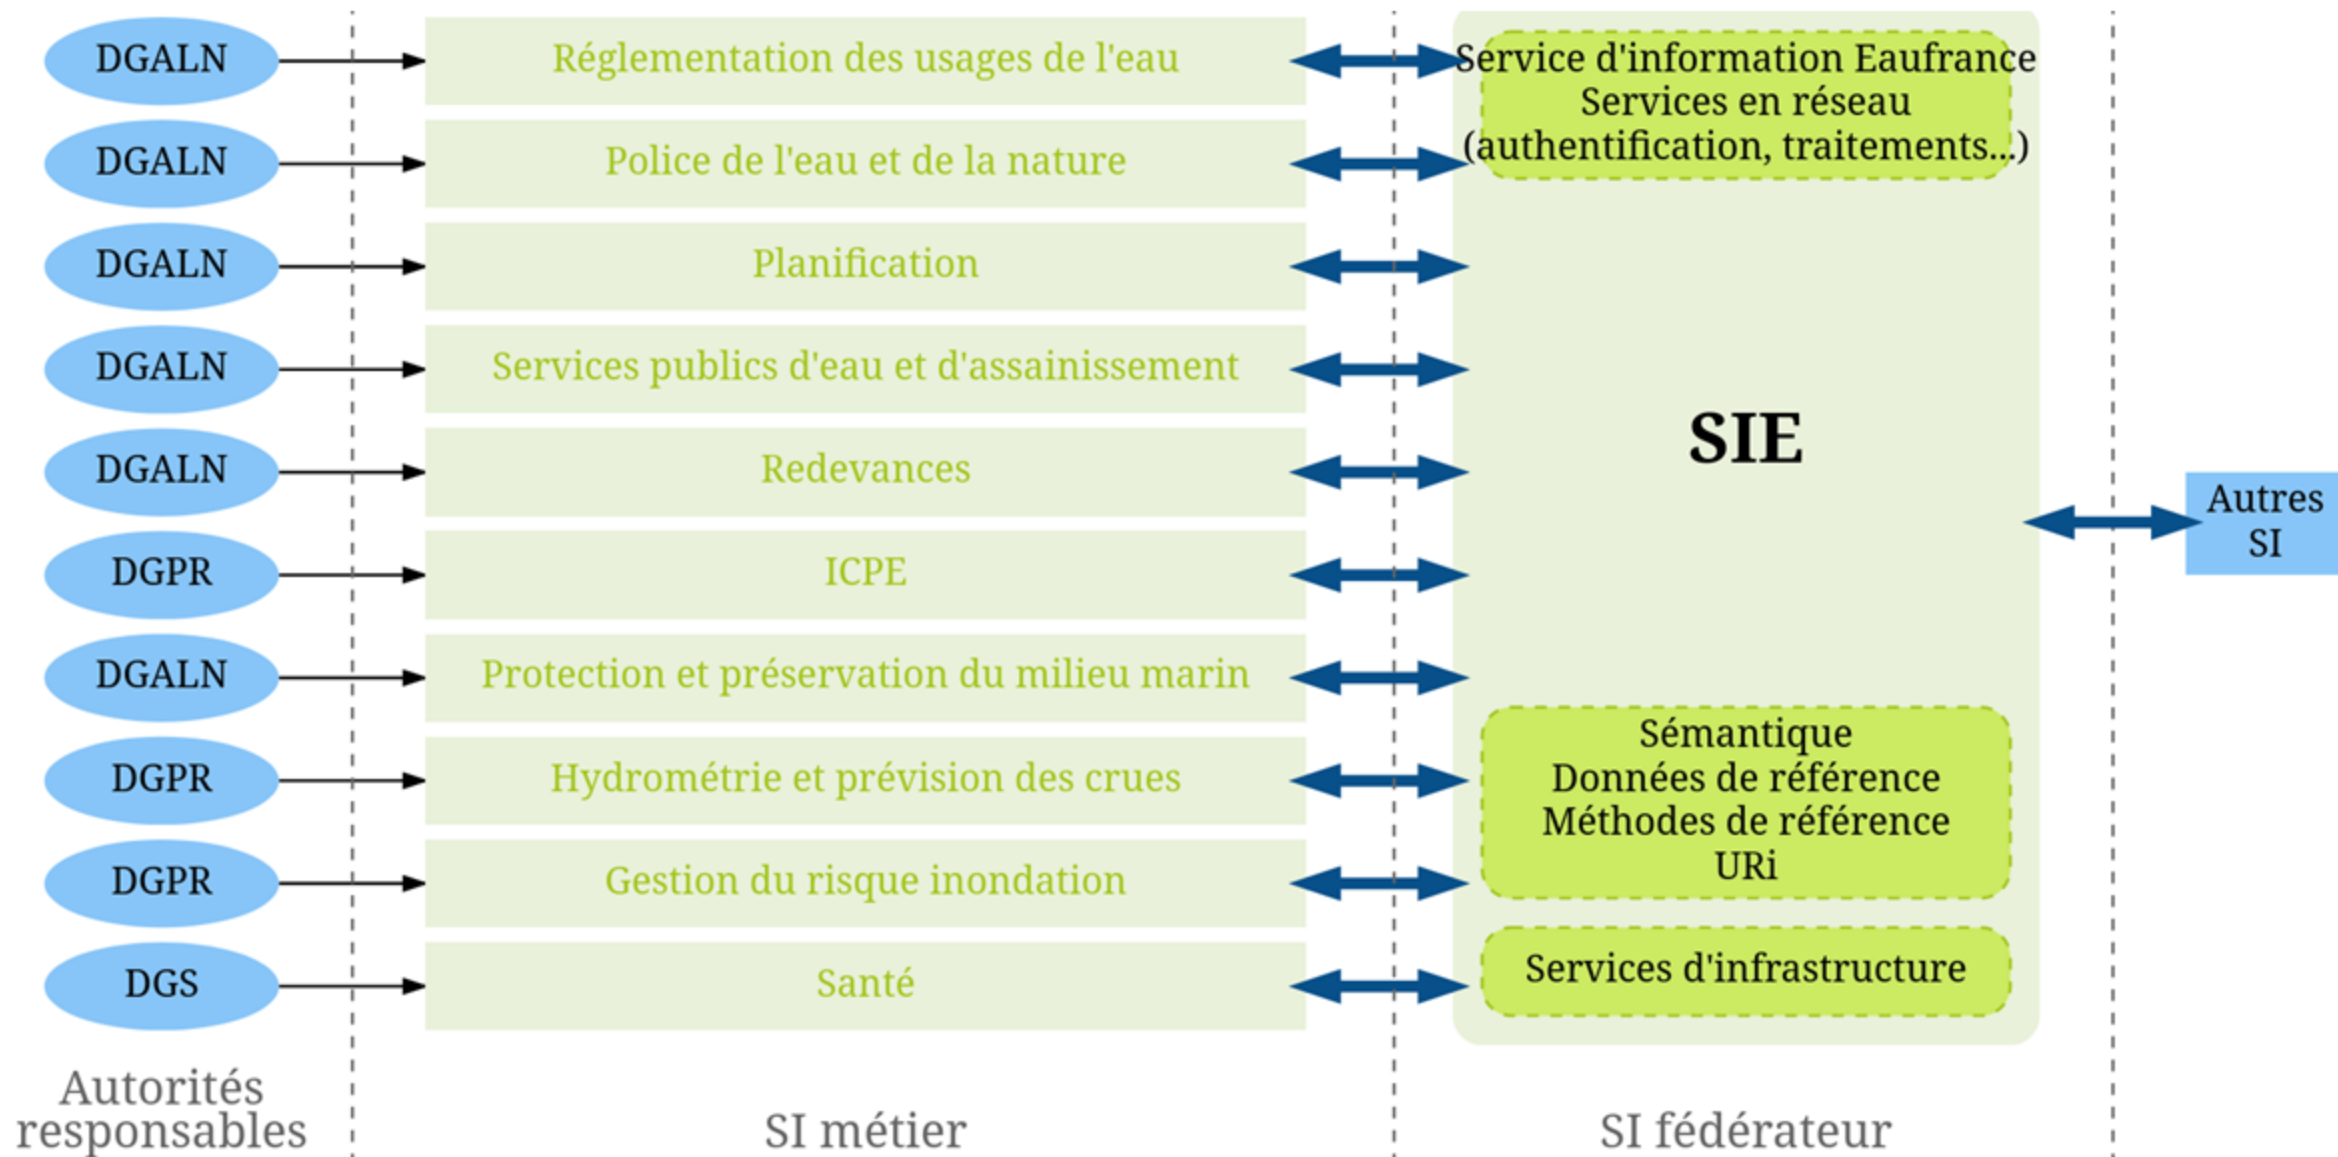 DGALN
Réglementation des usages de l'eau
DGALN
Police de l'eau et de la nature
DGALN
Planification
DGALN
Services publics d'eau et d'assainissement
DGALN
Redevances
DGPR
ICPE
DGALN
Protection et préservation du milieu marin
DGPR
Hydrométrie et prévision des crues
DGPR
Gestion du risque inondation
DGS
Santé
Service d'information Eaufrance
Services en réseau
(authentification, traitements...)
SIE
Sémantique
Données de référence
Méthodes de référence
URi
Services d'infrastructure
Autres
SI
Autorités
responsables
SI métier
SI fédérateur